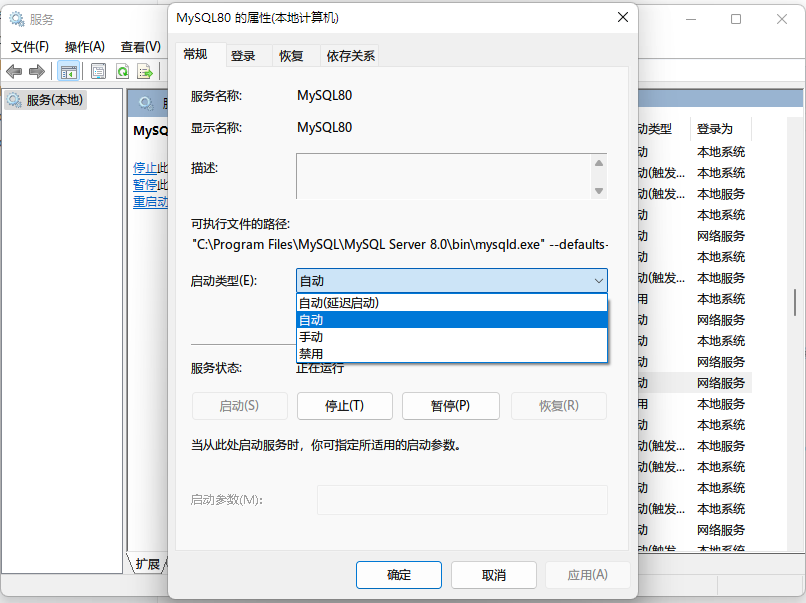 服务
文件(F) 操作(A) 查看(V)
服务(本地)
MySQ
停止此
暂停此
重启动
扩展
MySQL80 的属性(本地计算机)
常规 登录 恢复 依存关系
服务名称: MySQL80
显示名称: MySQL80
描述:
可执行文件的路径:
"C:\Program Files\MySQL\MySQL Server 8.0\bin\mysqld.exe" --defaults-
启动类型(E): 自动
自动(延迟启动)
自动
手动
禁用
服务状态: 正在运行
启动(S) 停止(T) 暂停(P) 恢复(R)
当从此处启动服务时，你可指定所适用的启动参数。
启动参数(M):
确定 取消 应用(A)
动类型 登录为
动 本地系统
动(触发... 本地系统
动(触发... 本地服务
动 本地系统
动 网络服务
动 本地系统
动(触发... 本地服务
用 本地系统
动 网络服务
动 本地系统
动 网络服务
动 网络服务
用 本地服务
动 本地系统
动(触发... 本地服务
动(触发... 本地系统
动 本地系统
动(触发... 本地服务
动 网络服务
动(触发... 本地系统